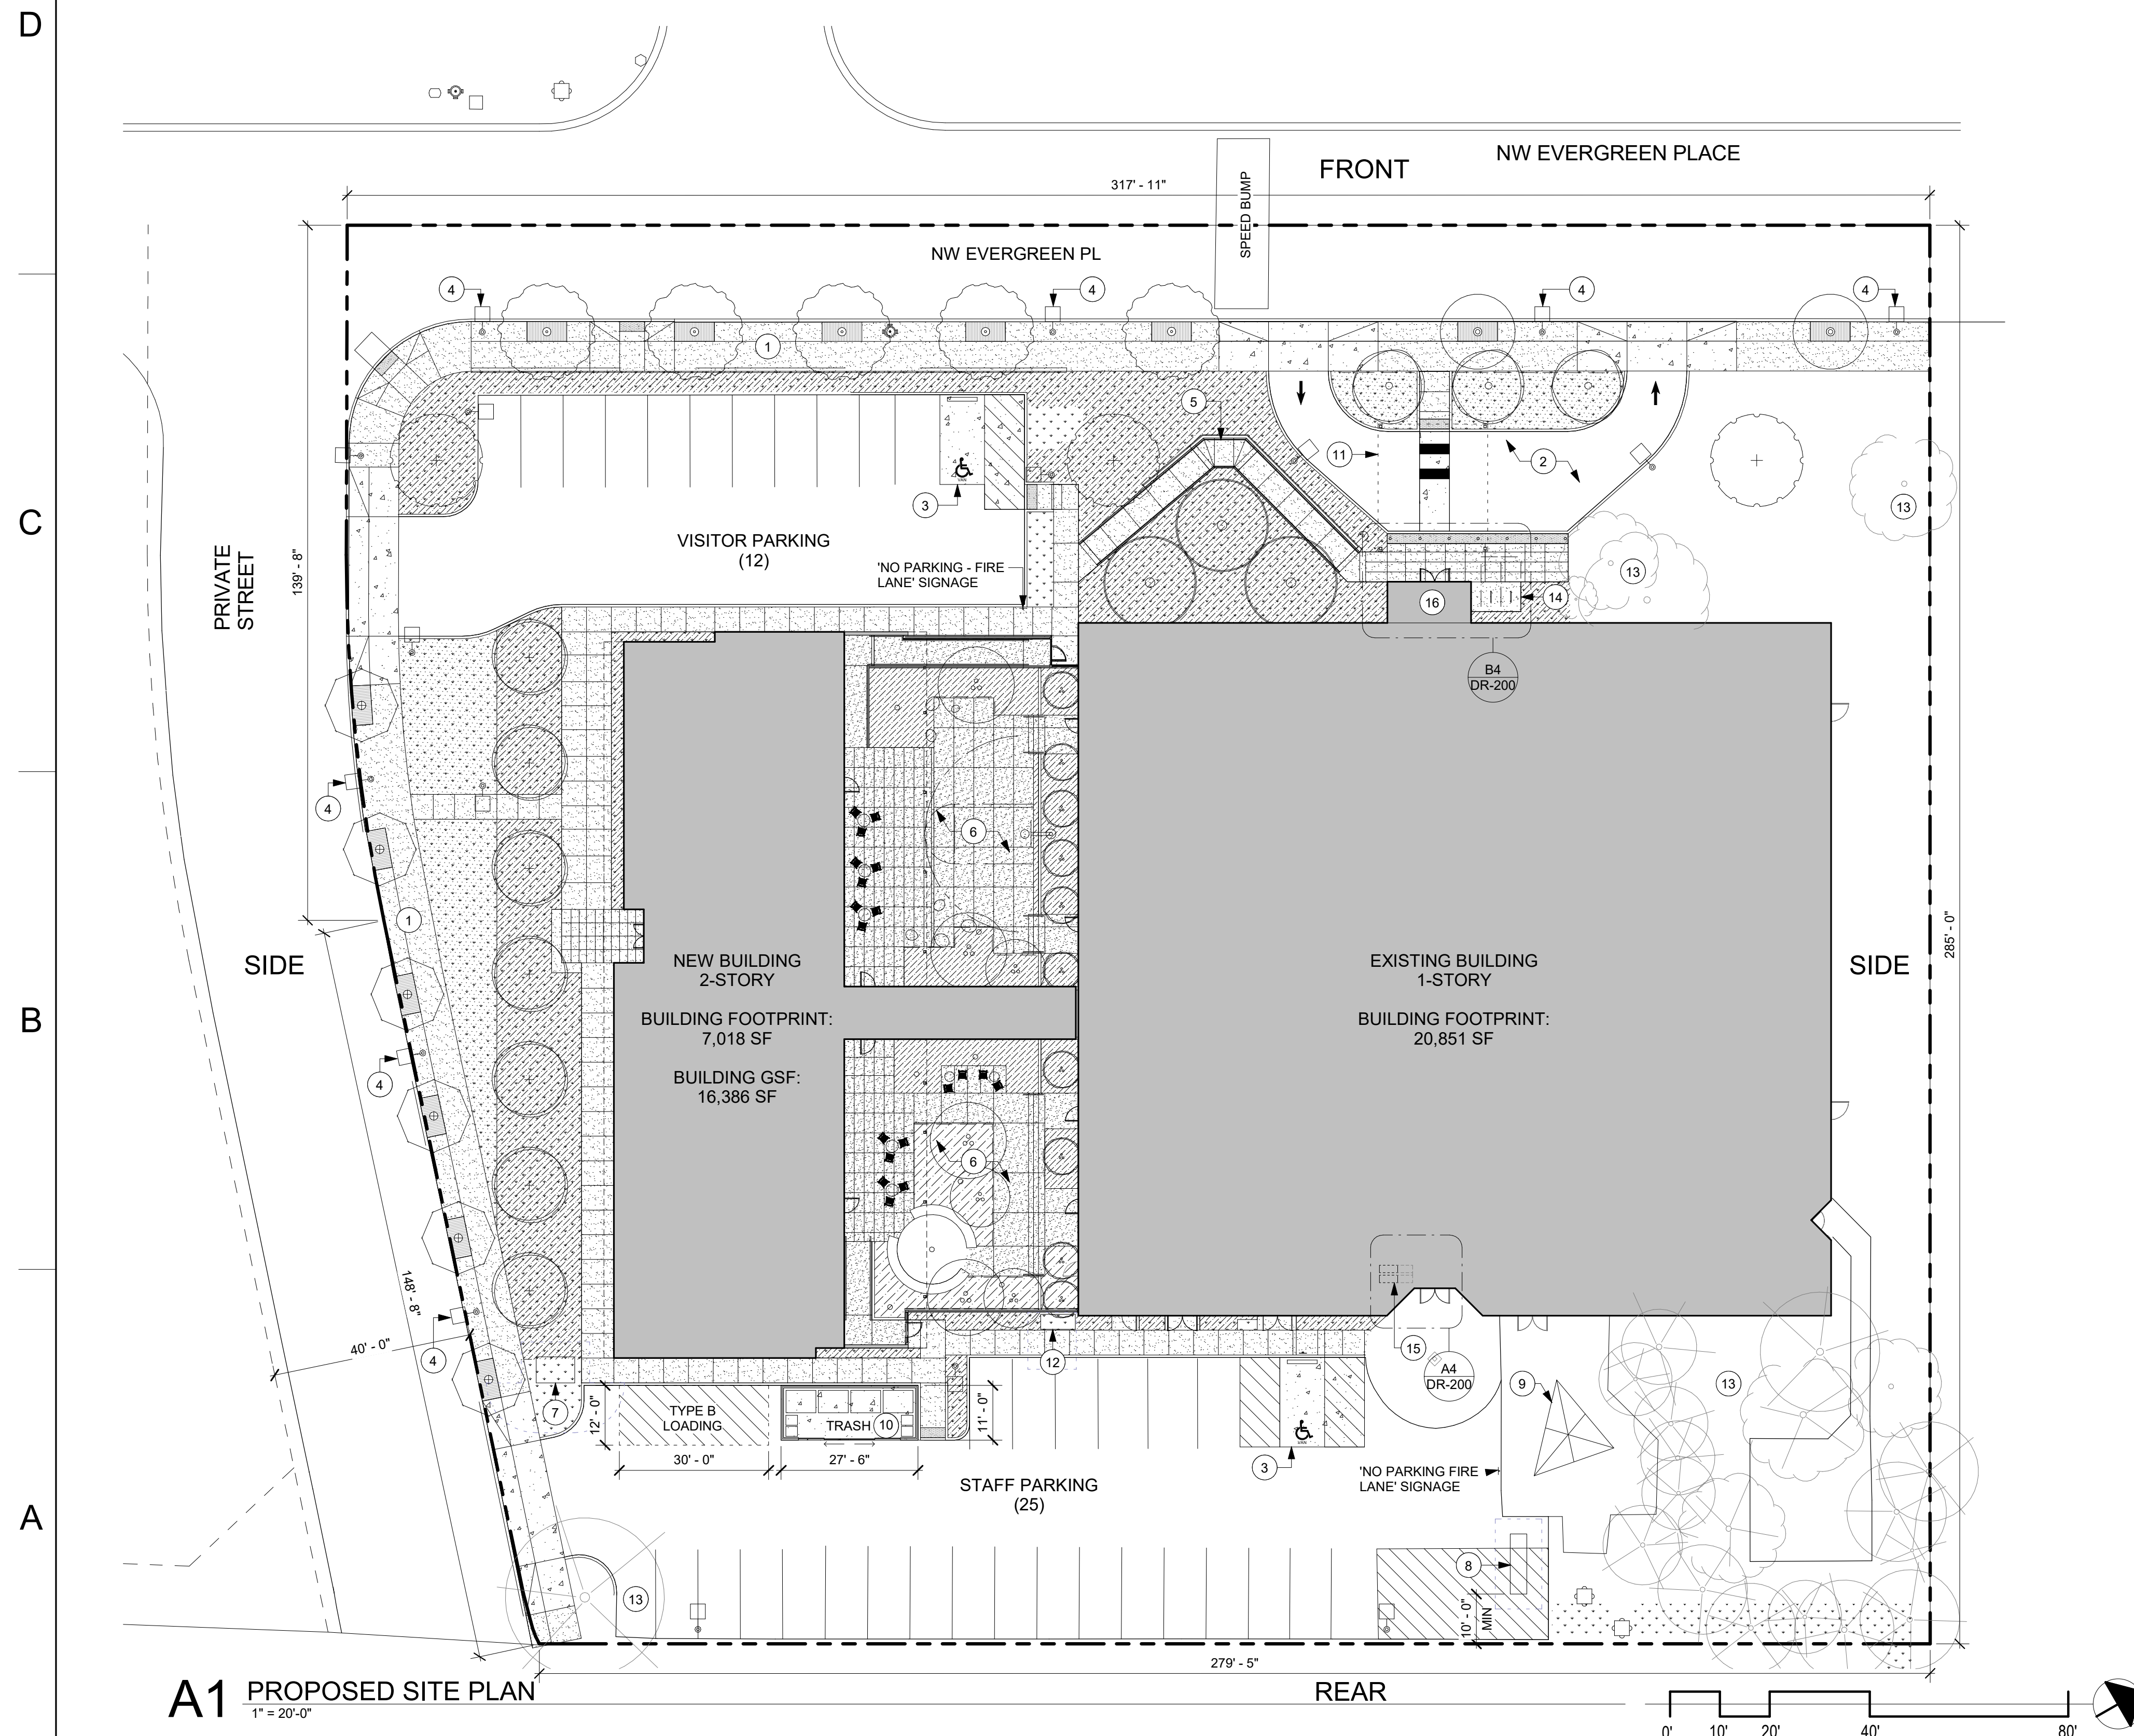 D
NW EVERGREEN PLACE
FRONT
SPEED BUMP
317' - 11"
NW EVERGREEN PL
4
4
4
4
1
5
11
2
3
C
13
VISITOR PARKING
(12)
'NO PARKING - FIRE
LANE' SIGNAGE
PRIVATE
STREET
139' - 8"
13
16
14
B4
DR-200
4
6
1
SIDE
SIDE
285' - 0"
NEW BUILDING
2-STORY
BUILDING FOOTPRINT:
7,018 SF
BUILDING GSF:
16,386 SF
EXISTING BUILDING
1-STORY
BUILDING FOOTPRINT:
20,851 SF
B
4
6
148' - 8"
40' - 0"
4
12
15
A4
DR-200
9
13
7
12' - 0"
TYPE B
LOADING
TRASH
10
11' - 0"
30' - 0"
27' - 6"
3
'NO PARKING FIRE
LANE' SIGNAGE
STAFF PARKING
(25)
A
8
13
10' - 0"
MIN
279' - 5"
A1
PROPOSED SITE PLAN
1" = 20'-0"
REAR
0'
10'
20'
40'
80'